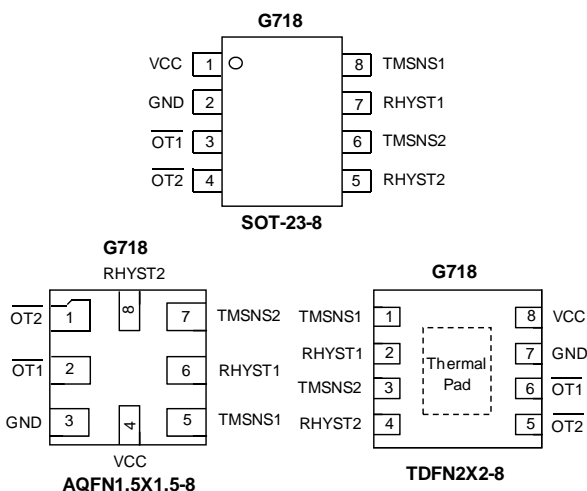 G718
VCC 1 8 TMSNS1
GND 2 7 RHYST1
OT1 3 6 TMSNS2
OT2 4 5 RHYST2
SOT-23-8
G718
RHYST2
8
OT2 1 7 TMSNS2
OT1 2 6 RHYST1
GND 3 5 TMSNS1
4
VCC
AQFN1.5X1.5-8
G718
TMSNS1 1 8 VCC
RHYST1 2 7 GND
Thermal
Pad
TMSNS2 3 6 OT1
RHYST2 4 5 OT2
TDFN2X2-8